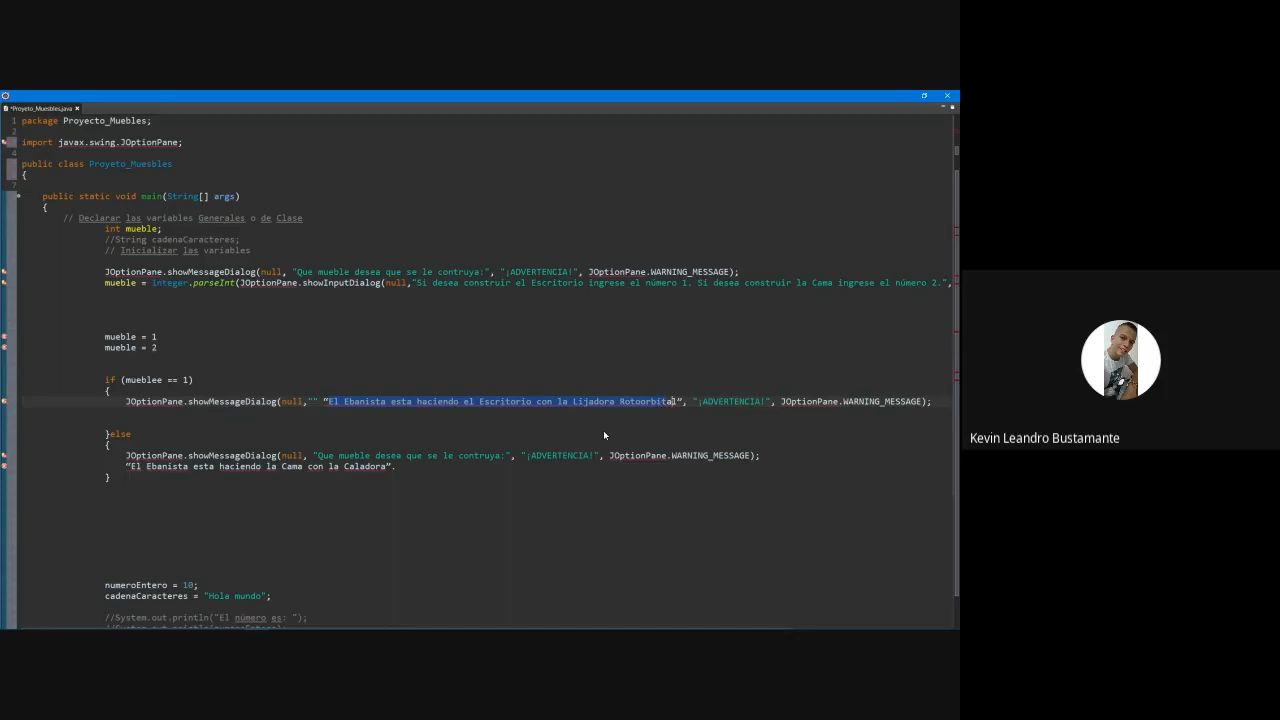 *Proyeto_Muesbles.java
1 package Proyecto_Muebles;
2
import javax.swing.JOptionPane;
4
public class Proyeto_Muesbles
{
7
public static void main(String[] args)
{
// Declarar las variables Generales o de Clase
int mueble;
//String cadenaCaracteres;
// Inicializar las variables
JOptionPane.showMessageDialog(null, "Que mueble desea que se le contruya:", "¡ADVERTENCIA!", JOptionPane.WARNING_MESSAGE);
mueble = Integer.parseInt(JOptionPane.showInputDialog(null,"Si desea construir el Escritorio ingrese el número 1. Si desea construir la Cama ingrese el número 2.",
mueble = 1
mueble = 2
if (mueblee == 1)
{
JOptionPane.showMessageDialog(null,"" “El Ebanista esta haciendo el Escritorio con la Lijadora Rotoorbital”, "¡ADVERTENCIA!", JOptionPane.WARNING_MESSAGE);
}else
{
JOptionPane.showMessageDialog(null, "Que mueble desea que se le contruya:", "¡ADVERTENCIA!", JOptionPane.WARNING_MESSAGE);
“El Ebanista esta haciendo la Cama con la Caladora”.
}
numeroEntero = 10;
cadenaCaracteres = "Hola mundo";
//System.out.println("El número es: ");
Kevin Leandro Bustamante